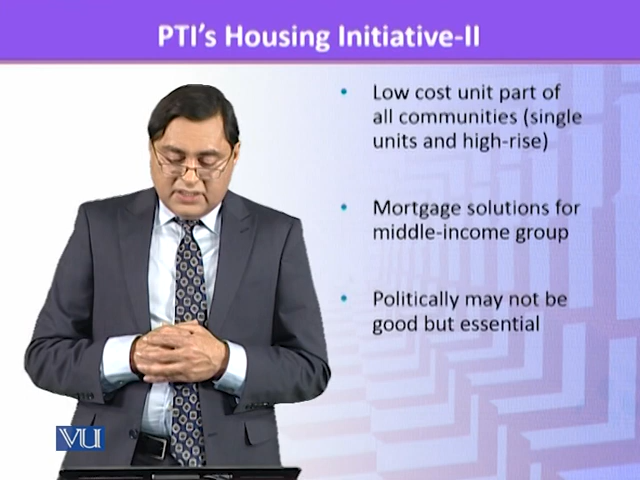 PTI's Housing Initiative-II
• Low cost unit part of
all communities (single
units and high-rise)
• Mortgage solutions for
middle-income group
• Politically may not be
good but essential
VU